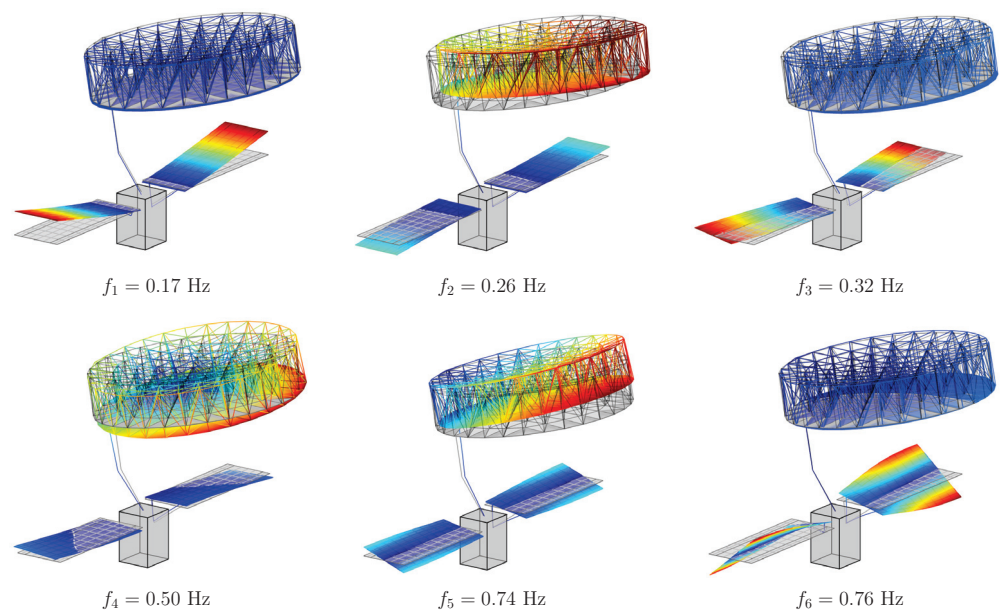 f₁ = 0.17 Hz
f₂ = 0.26 Hz
f₃ = 0.32 Hz
f₄ = 0.50 Hz
f₅ = 0.74 Hz
f₆ = 0.76 Hz